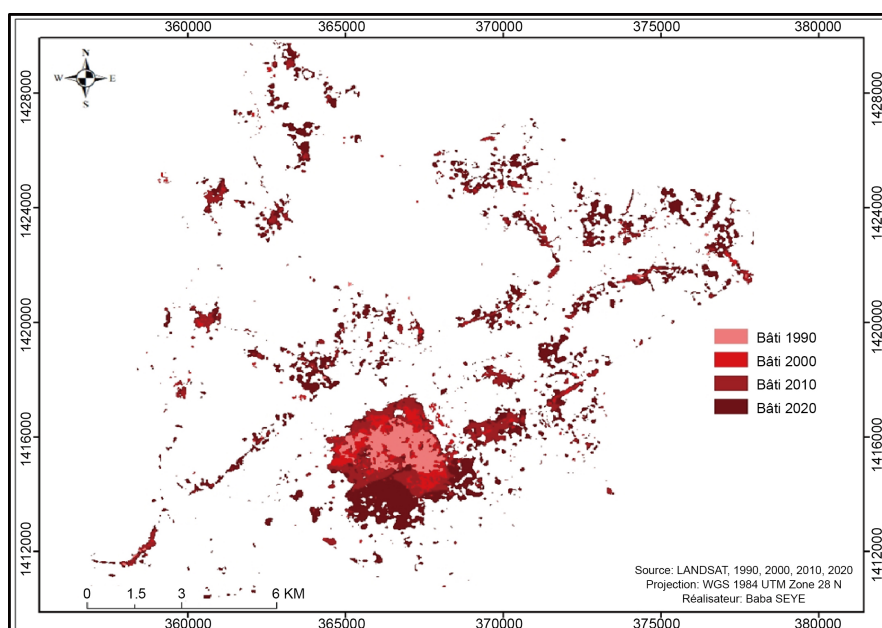 360000 365000 370000 375000 380000
N
W E
S
1428000 1428000
1424000 1424000
1420000 1420000
1416000 1416000
1412000 1412000
Bâti 1990
Bâti 2000
Bâti 2010
Bâti 2020
Source: LANDSAT, 1990, 2000, 2010, 2020
Projection: WGS 1984 UTM Zone 28 N
Réalisateur: Baba SEYE
0 1.5 3 6 KM
360000 365000 370000 375000 380000